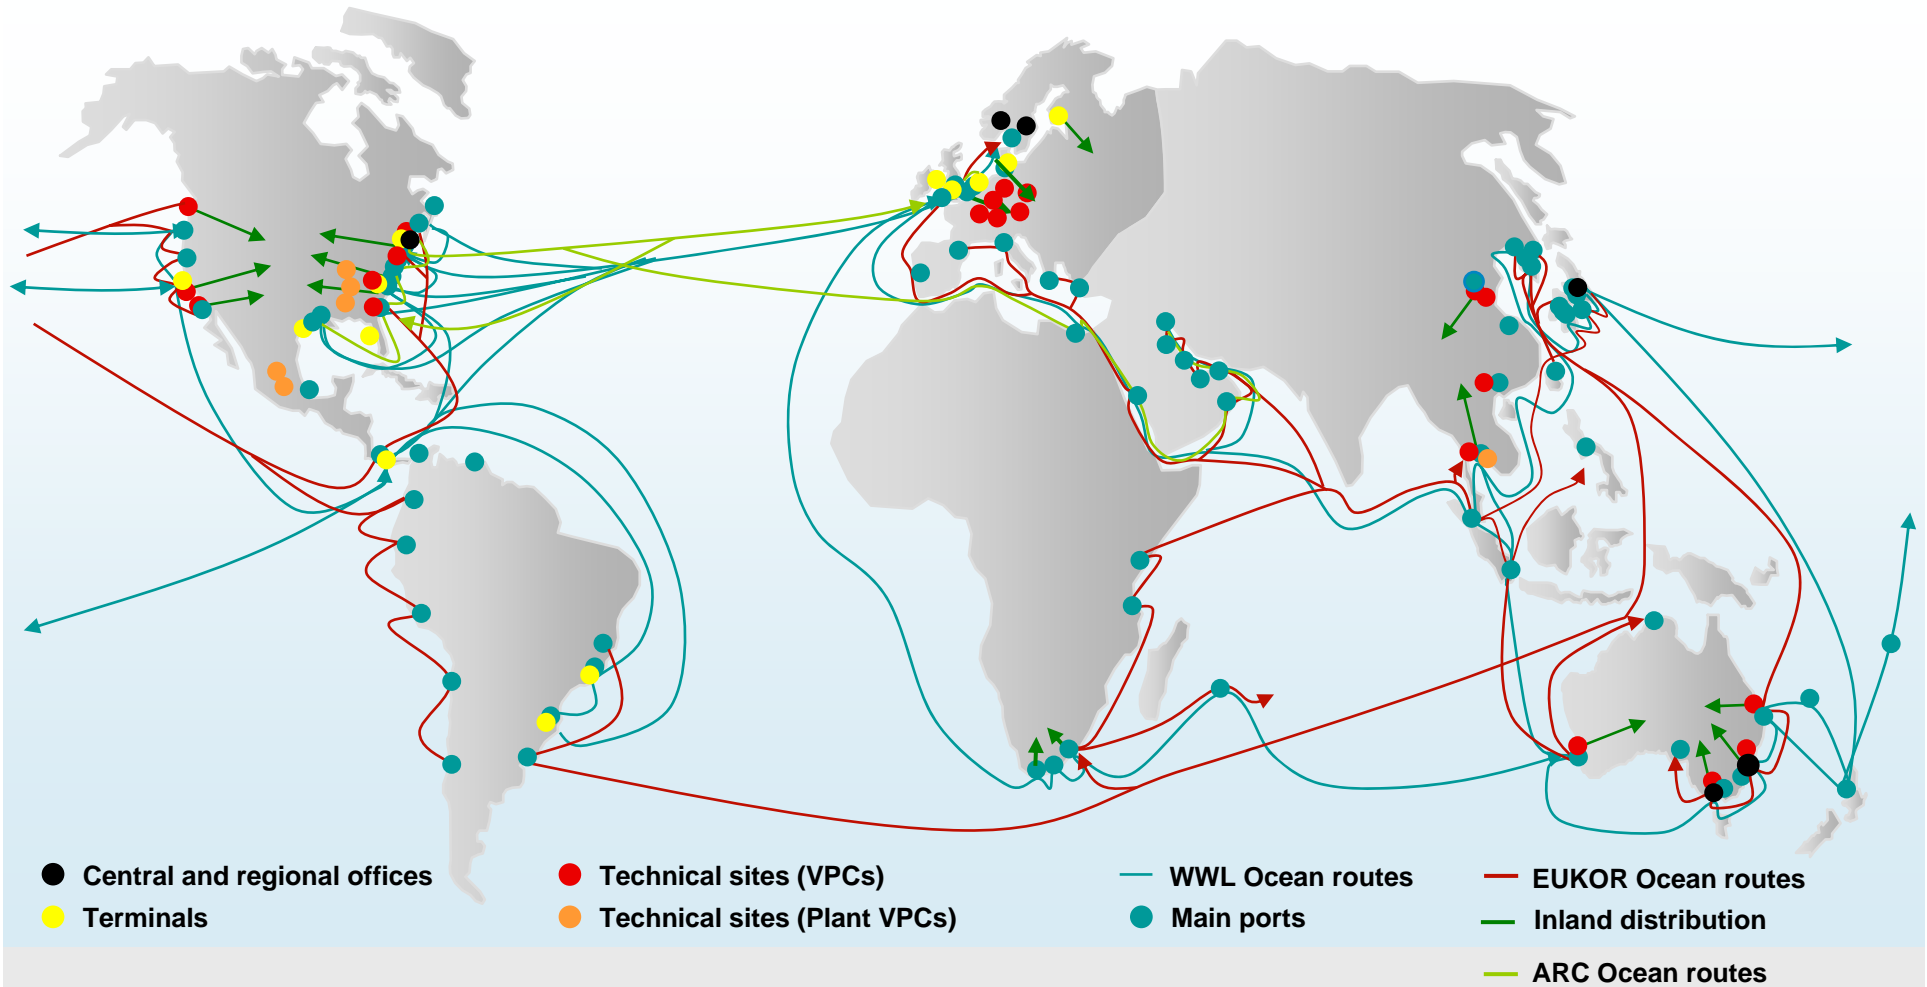 Central and regional offices
Terminals
Technical sites (VPCs)
Technical sites (Plant VPCs)
WWL Ocean routes
Main ports
EUKOR Ocean routes
Inland distribution
ARC Ocean routes